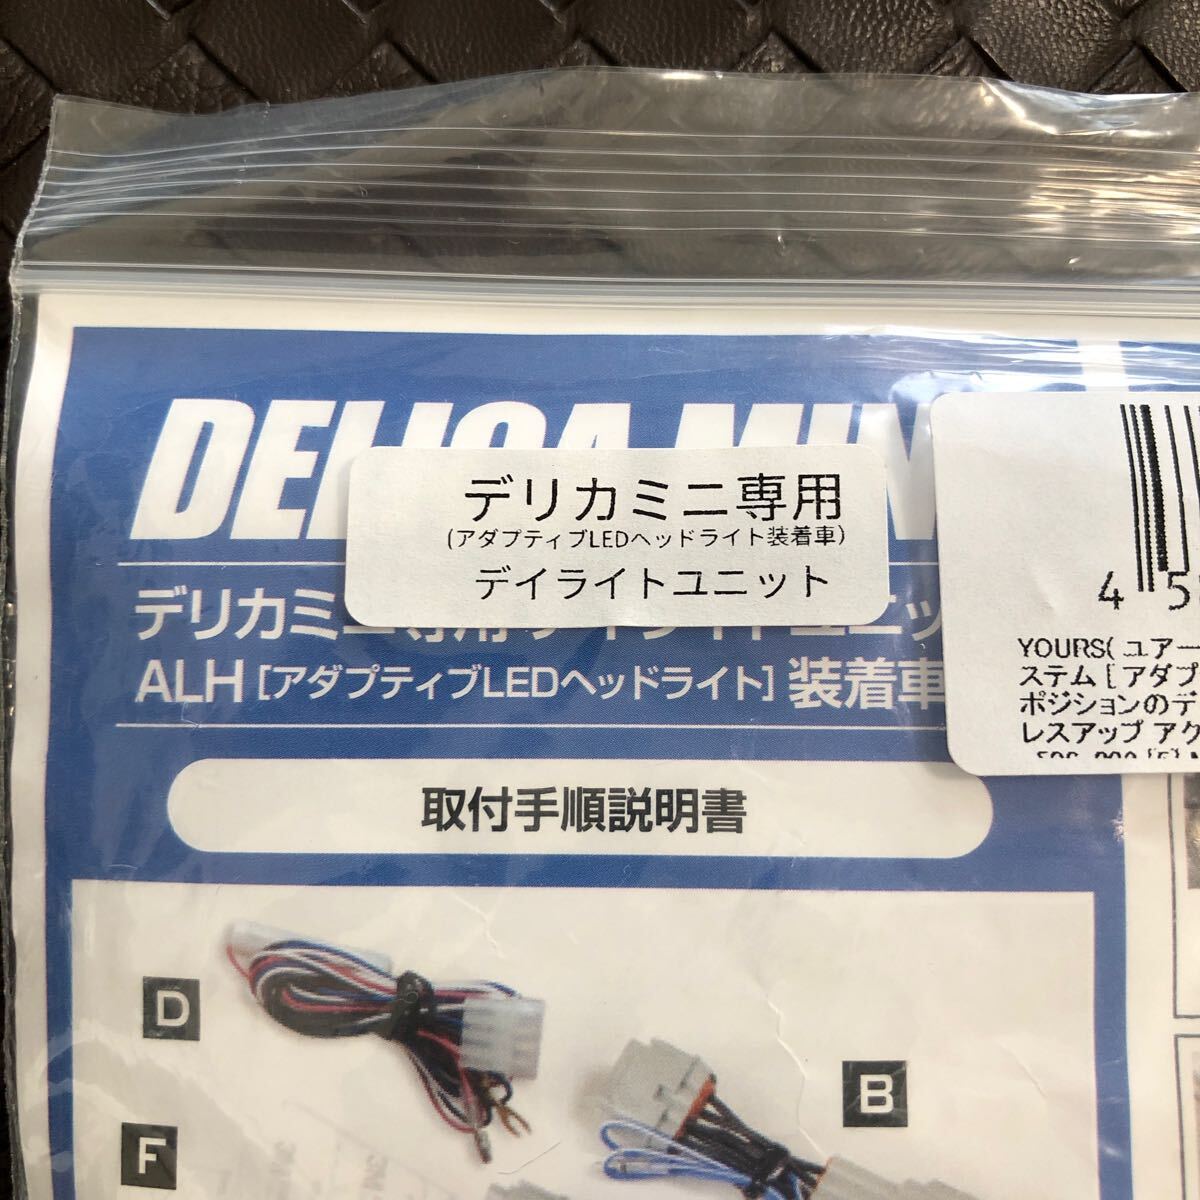 デリカミニ専用
(アダプティブLEDヘッドライト装着車)
デイライトユニット
ALH [アダプティブLEDヘッドライト] 装着車
取付手順説明書
4
YOURS( ユアー
ステム [ アダプ
ポジションのデ
レスアップ アク
D
B
F